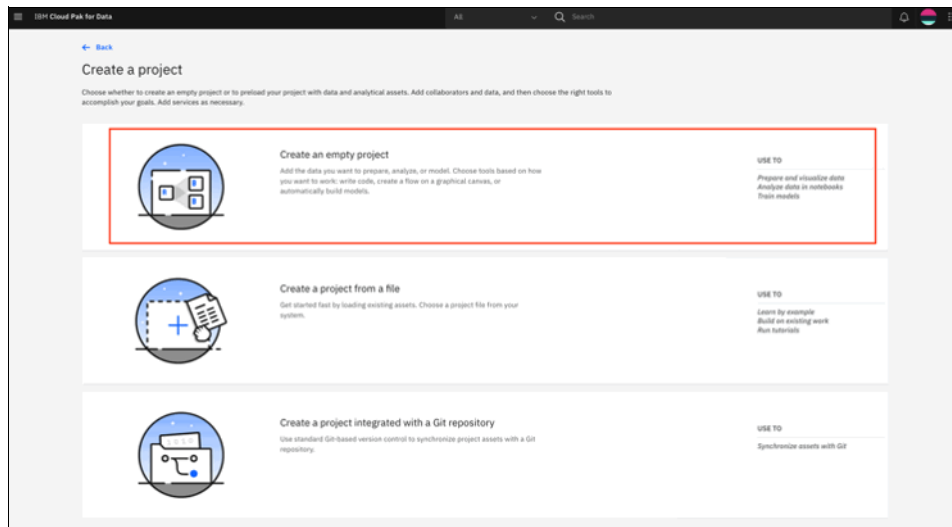 IBM Cloud Pak for Data
All
Search
Back
Create a project
Choose whether to create an empty project or to preload your project with data and analytical assets. Add collaborators and data, and then choose the right tools to
accomplish your goals. Add services as necessary.
Create an empty project
Add the data you want to prepare, analyze, or model. Choose tools based on how
you want to work: write code, create a flow on a graphical canvas, or
automatically build models.
USE TO
Prepare and visualize data
Analyze data in notebooks
Train models
Create a project from a file
Get started fast by loading existing assets. Choose a project file from your
system.
USE TO
Learn by example
Build on existing work
Run tutorials
Create a project integrated with a Git repository
Use standard Git-based version control to synchronize project assets with a Git
repository.
USE TO
Synchronize assets with Git